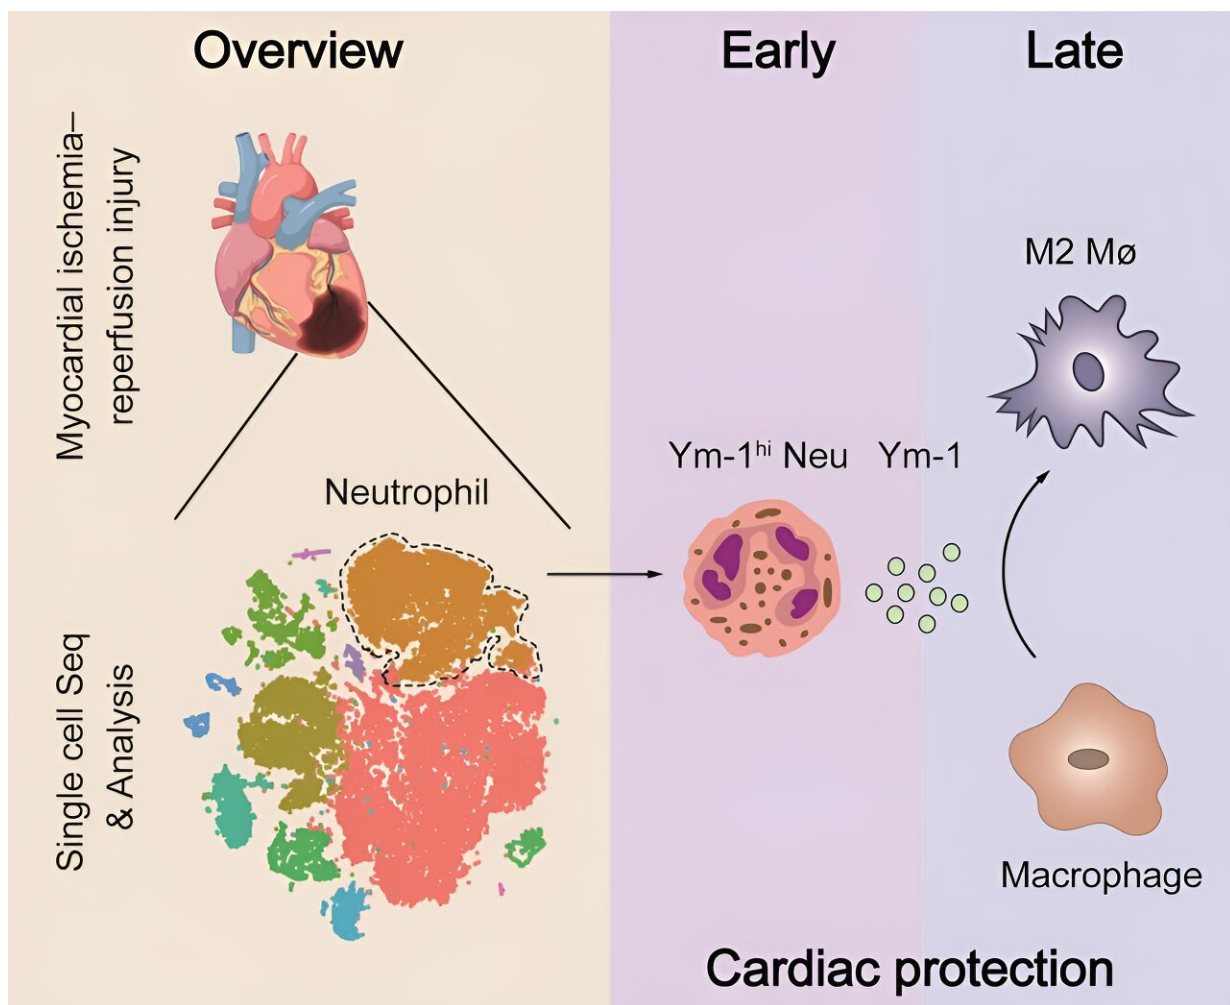 Overview
Early
Late
Myocardial ischemia–
reperfusion injury
M2 Mø
Ym-1ʰⁱ Neu
Ym-1
Neutrophil
Single cell Seq
& Analysis
Macrophage
Cardiac protection